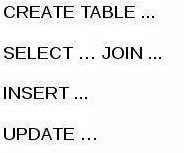 CREATE TABLE ...
SELECT ... JOIN ...
INSERT ...
UPDATE ...